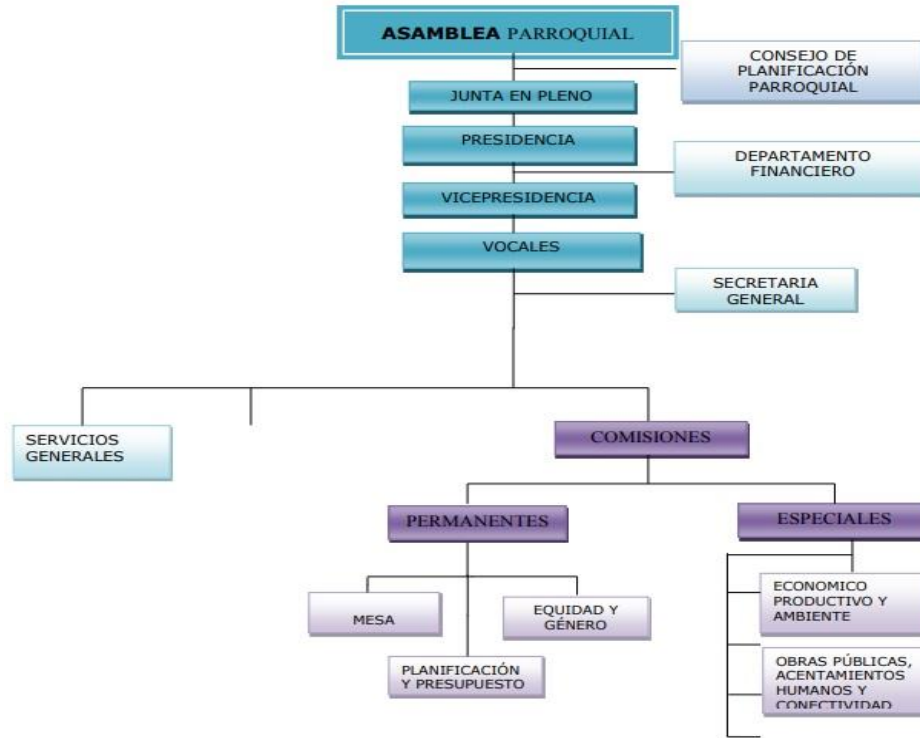 ASAMBLEA PARROQUIAL
CONSEJO DE
PLANIFICACIÓN
PARROQUIAL
JUNTA EN PLENO
PRESIDENCIA
DEPARTAMENTO
FINANCIERO
VICEPRESIDENCIA
VOCALES
SECRETARIA
GENERAL
SERVICIOS
GENERALES
COMISIONES
PERMANENTES
ESPECIALES
MESA
EQUIDAD Y
GÉNERO
PLANIFICACIÓN
Y PRESUPUESTO
ECONOMICO
PRODUCTIVO Y
AMBIENTE
OBRAS PÚBLICAS,
ACENTAMIENTOS
HUMANOS Y
CONECTIVIDAD